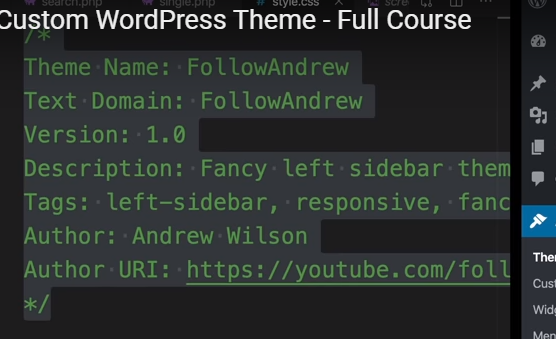 search.php single.php style.css scre
Custom WordPress Theme - Full Course
/*
Theme Name: FollowAndrew
Text Domain: FollowAndrew
Version: 1.0
Description: Fancy left sidebar them
Tags: left-sidebar, responsive, fanc
Author: Andrew Wilson
Author URI: https://youtube.com/foll
*/
Ther
Cust
Widg
Men